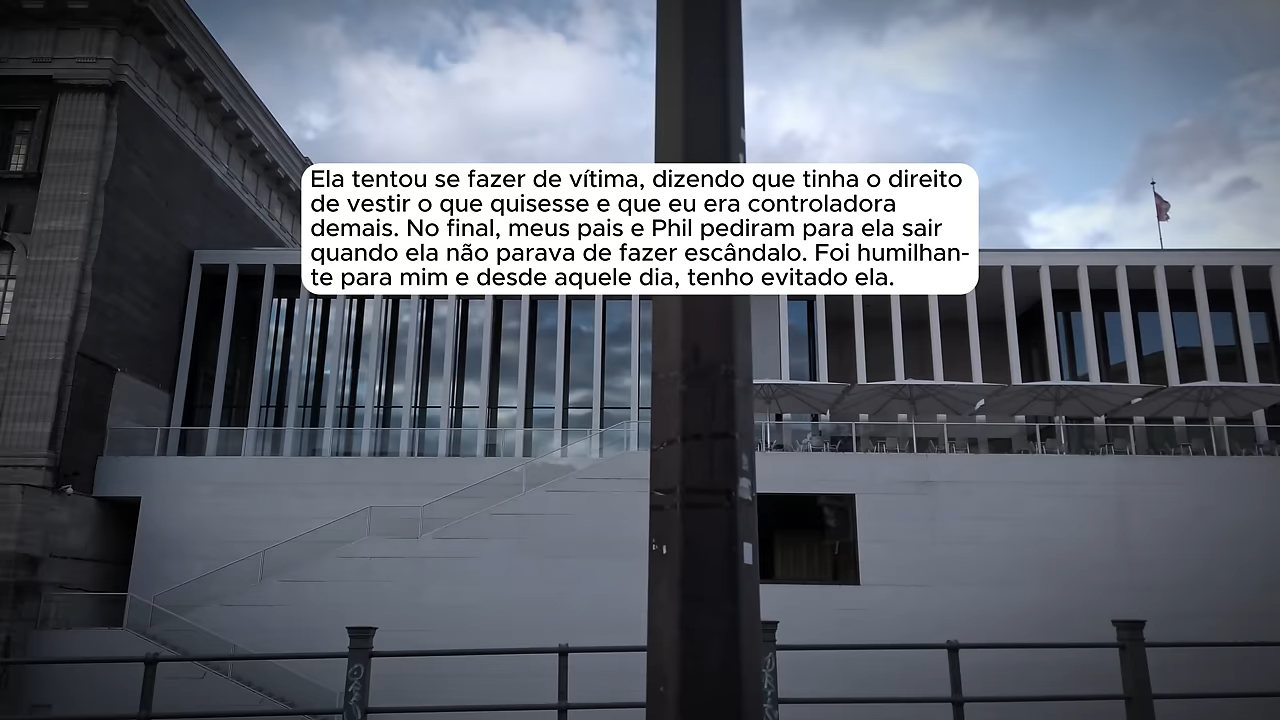 Ela tentou se fazer de vítima, dizendo que tinha o direito
de vestir o que quisesse e que eu era controladora
demais. No final, meus pais e Phil pediram para ela sair
quando ela não parava de fazer escândalo. Foi humilhan-
te para mim e desde aquele dia, tenho evitado ela.